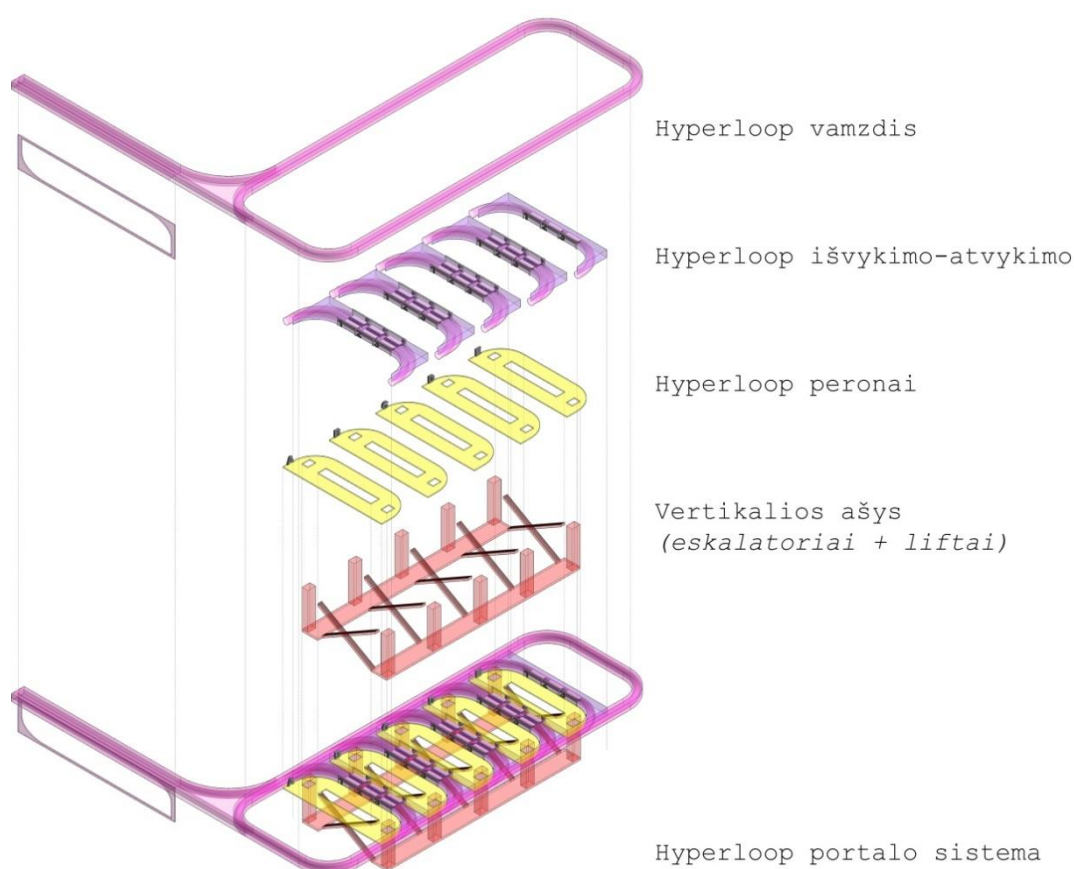 Hyperloop vamzdis
Hyperloop išvykimo-atvykimo
Hyperloop peronai
Vertikalios ašys
(eskalatoriai + liftai)
Hyperloop portalo sistema